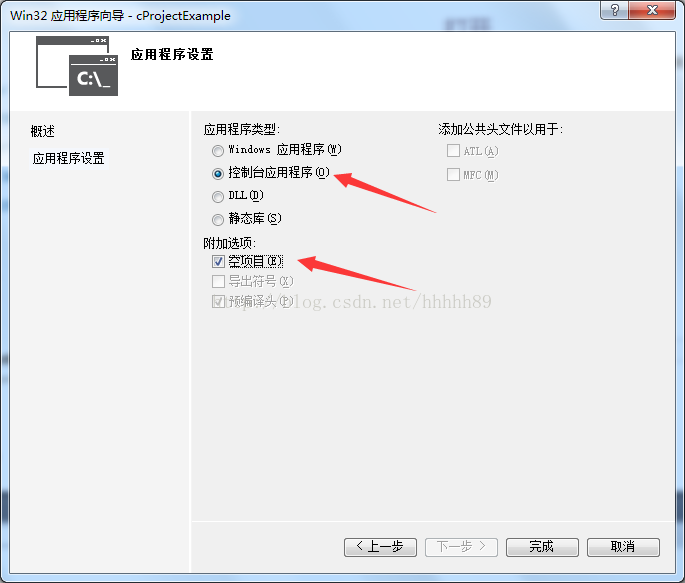 Win32 应用程序向导 - cProjectExample
C:\_
应用程序设置
概述
应用程序设置
应用程序类型:
Windows 应用程序(W)
控制台应用程序(O)
DLL(D)
静态库(S)
附加选项:
空项目(E)
导出符号(X)
预编译头(P)
http://blog.csdn.net/hhhhh89
添加公共头文件以用于:
ATL(A)
MFC(M)
< 上一步
下一步 >
完成
取消